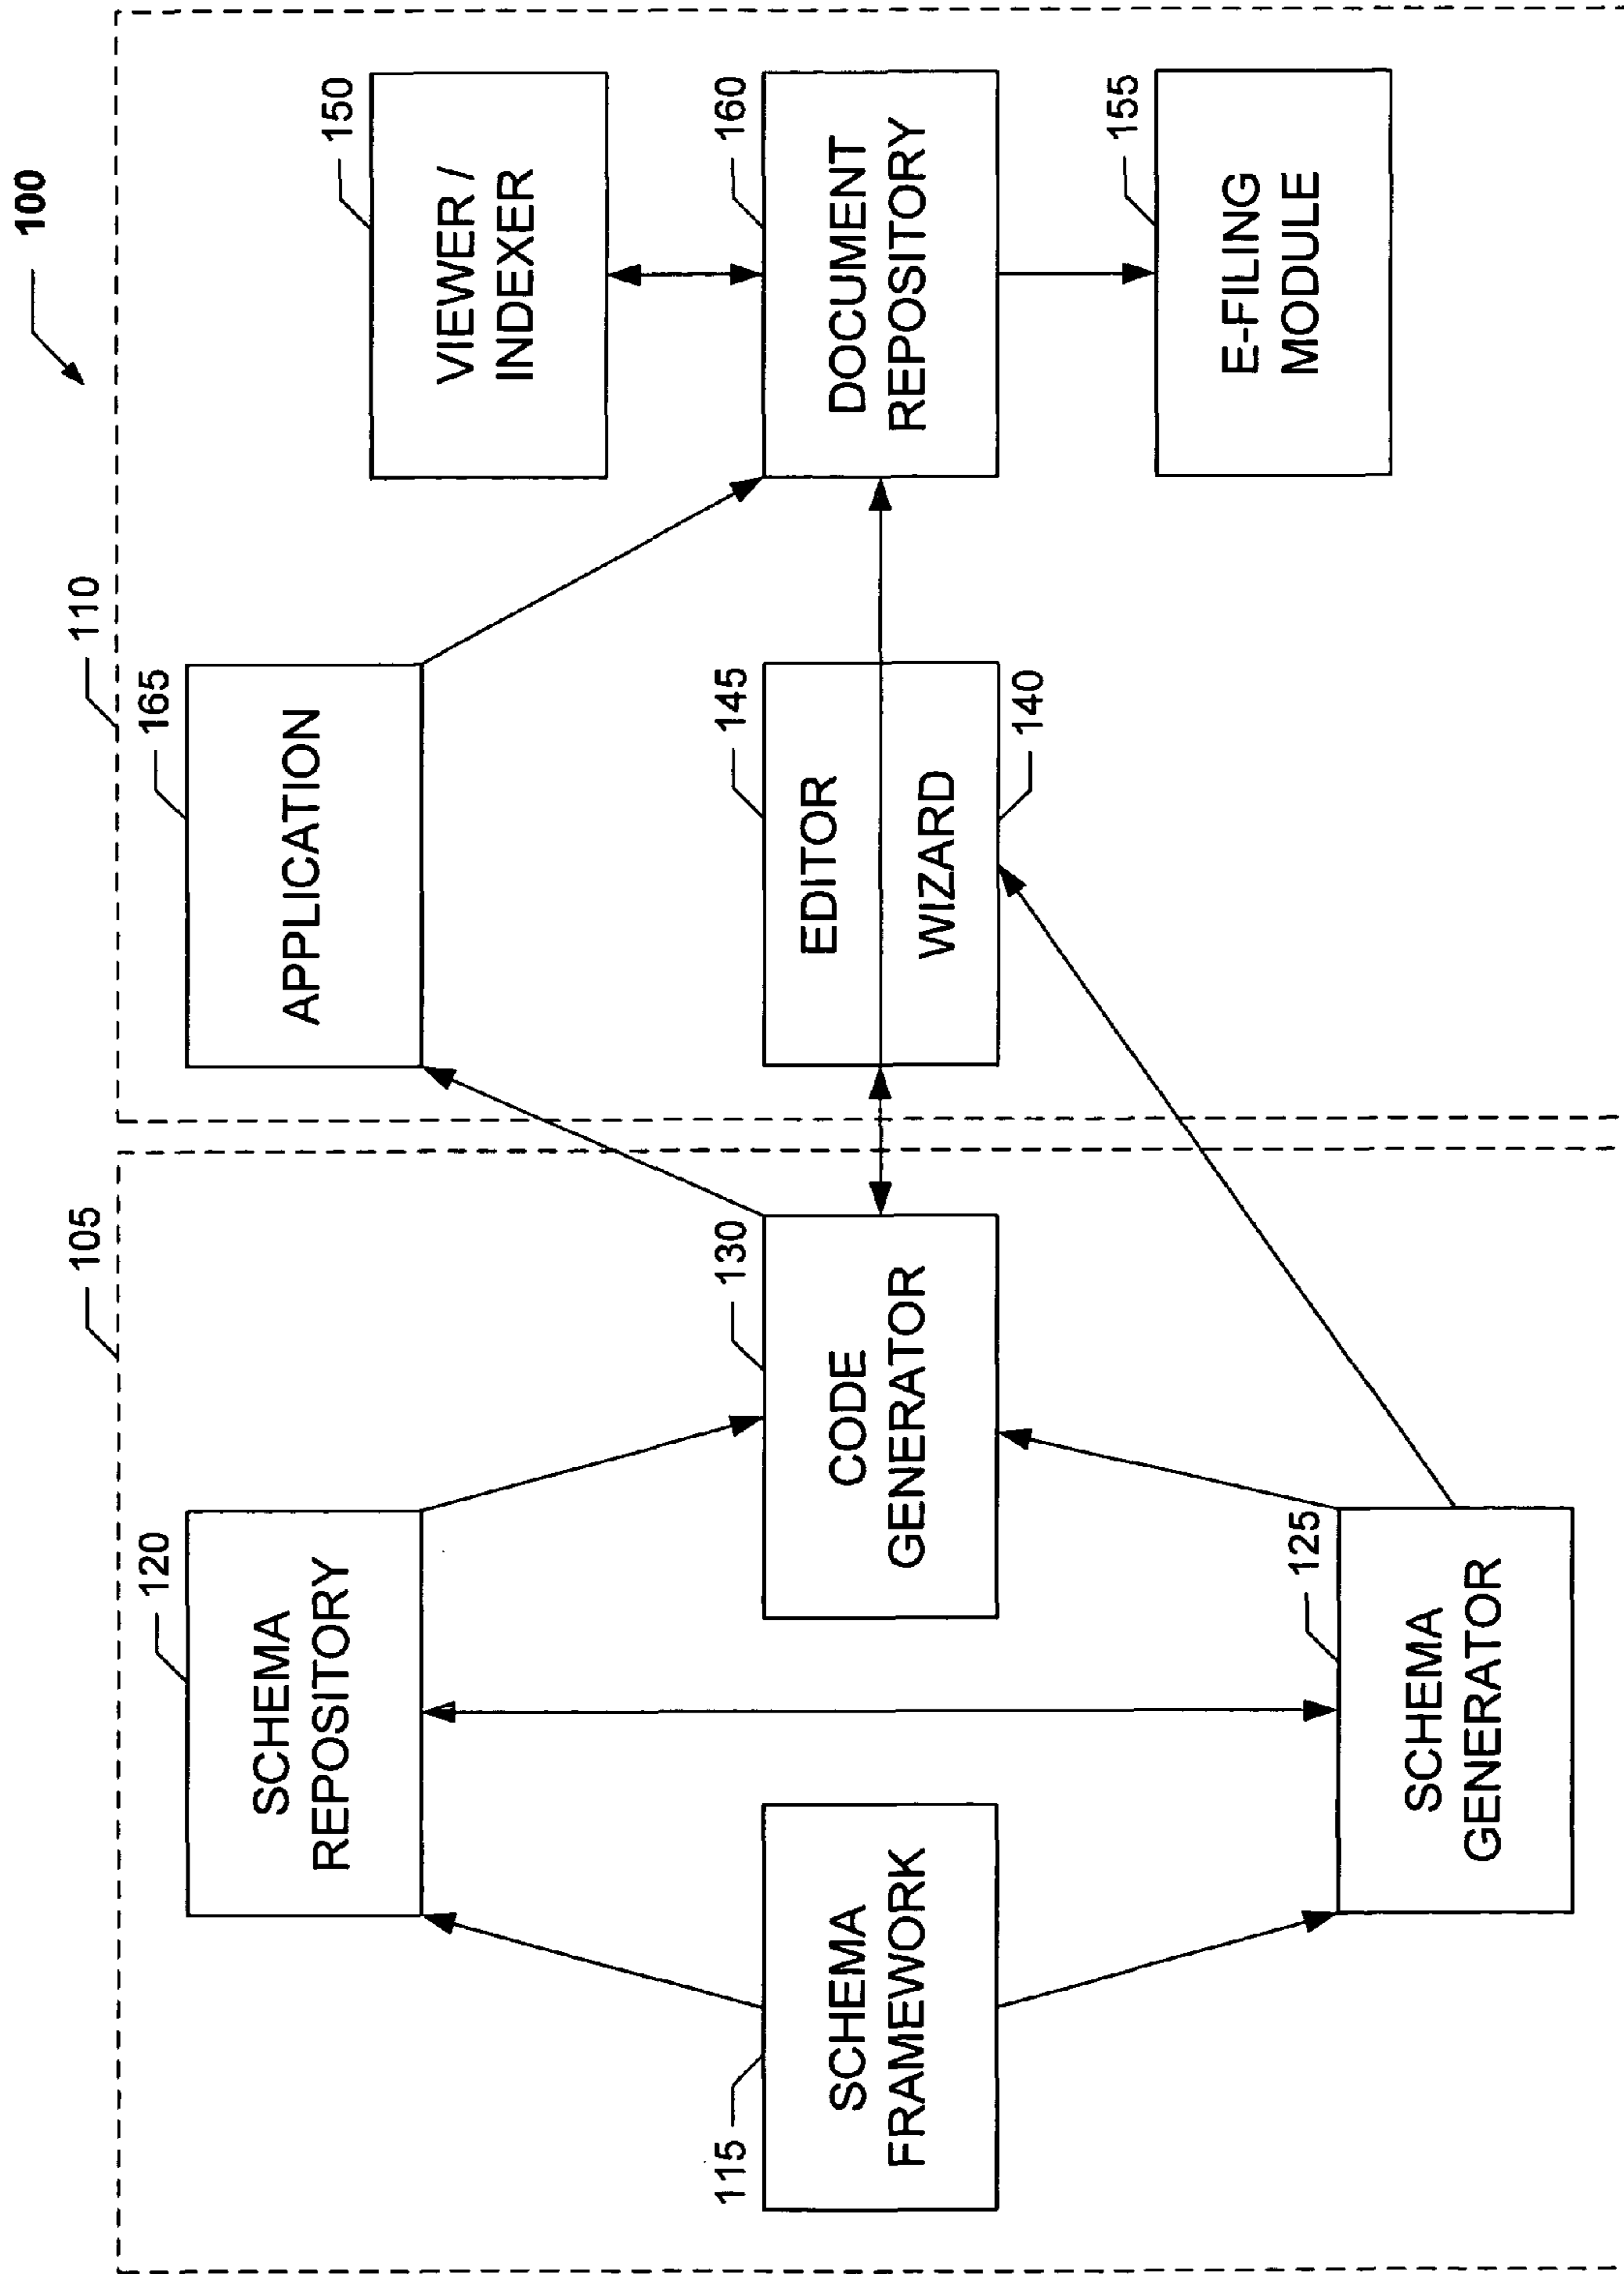 100
105
110
120
SCHEMA
REPOSITORY
165
APPLICATION
150
VIEWER /
INDEXER
115
SCHEMA
FRAMEWORK
130
CODE
GENERATOR
145
EDITOR
WIZARD
140
160
DOCUMENT
REPOSITORY
125
SCHEMA
GENERATOR
155
E-FILING
MODULE